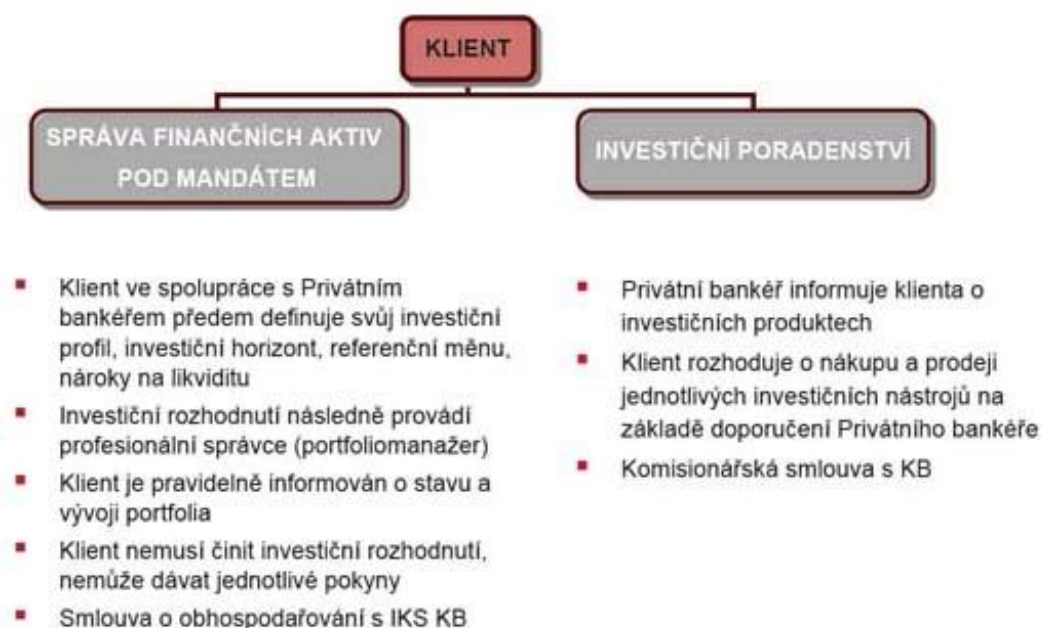 KLIENT
SPRÁVA FINANČNÍCH AKTIV
POD MANDÁTEM
INVESTIČNÍ PORADENSTVÍ
Klient ve spolupráce s Privátním
bankéřem předem definuje svůj investiční
profil, investiční horizont, referenční měnu,
nároky na likviditu
Investiční rozhodnutí následně provádí
profesionální správce (portfoliomanažer)
Klient je pravidelně informován o stavu a
vývoji portfolia
Klient nemusí činit investiční rozhodnutí,
nemůže dávat jednotlivé pokyny
Smlouva o obhospodařování s IKS KB
Privátní bankéř informuje klienta o
investičních produktech
Klient rozhoduje o nákupu a prodeji
jednotlivých investičních nástrojů na
základě doporučení Privátního bankéře
Komisionářská smlouva s KB